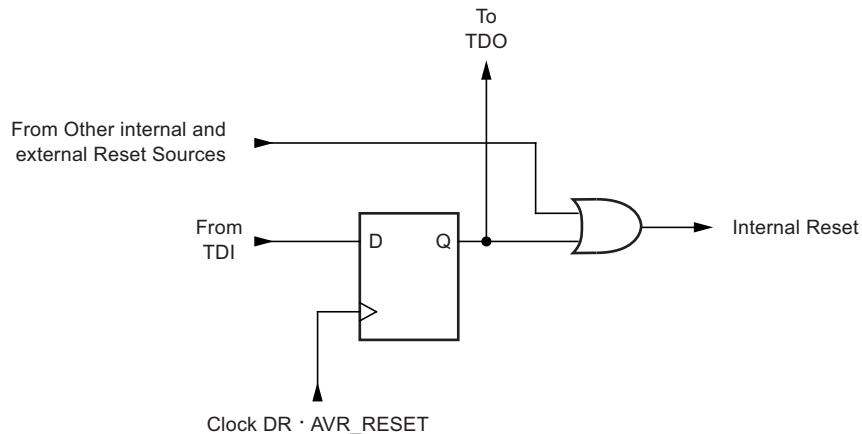 To
TDO
From Other internal and
external Reset Sources
From
TDI
D
Q
Internal Reset
Clock DR · AVR_RESET